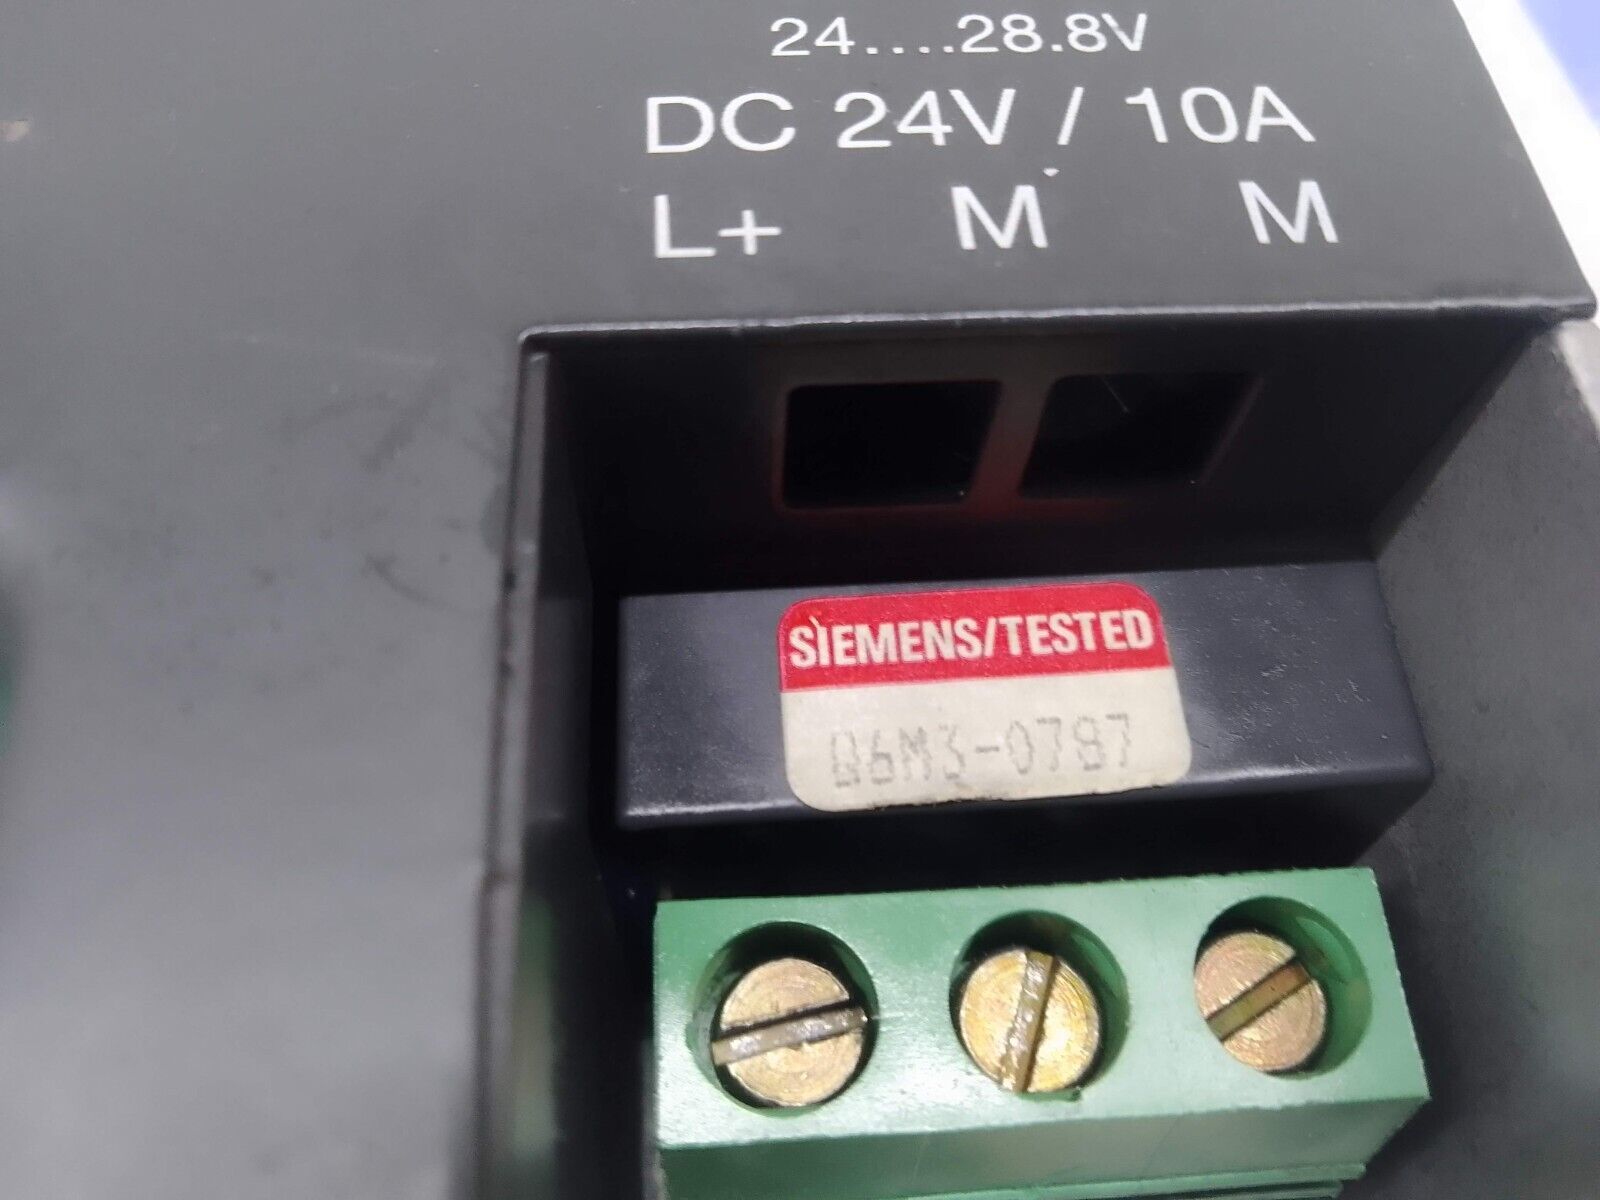 24....28.8V
DC 24V / 10A
L+ M M
SIEMENS/TESTED
Q6M3-0787